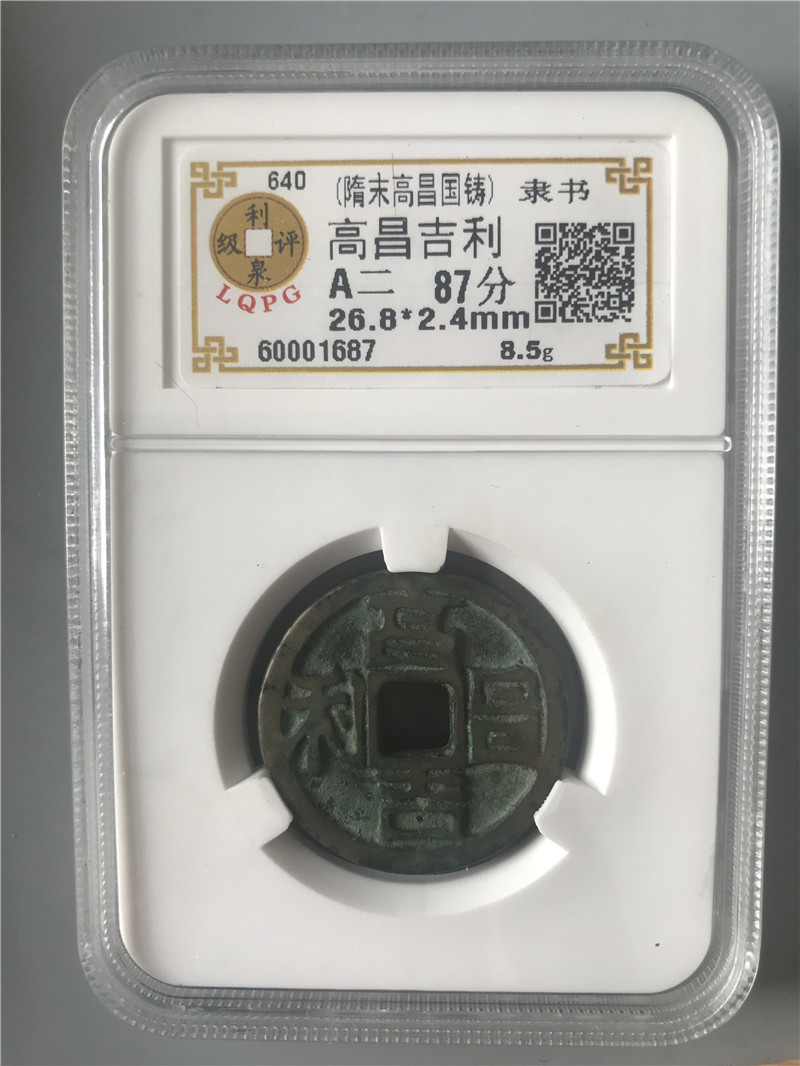 640 (隋末高昌国铸) 隶书
利泉评级
LQPG
高昌吉利
A二 87分
26.8*2.4mm
60001687 8.5g
高昌吉利